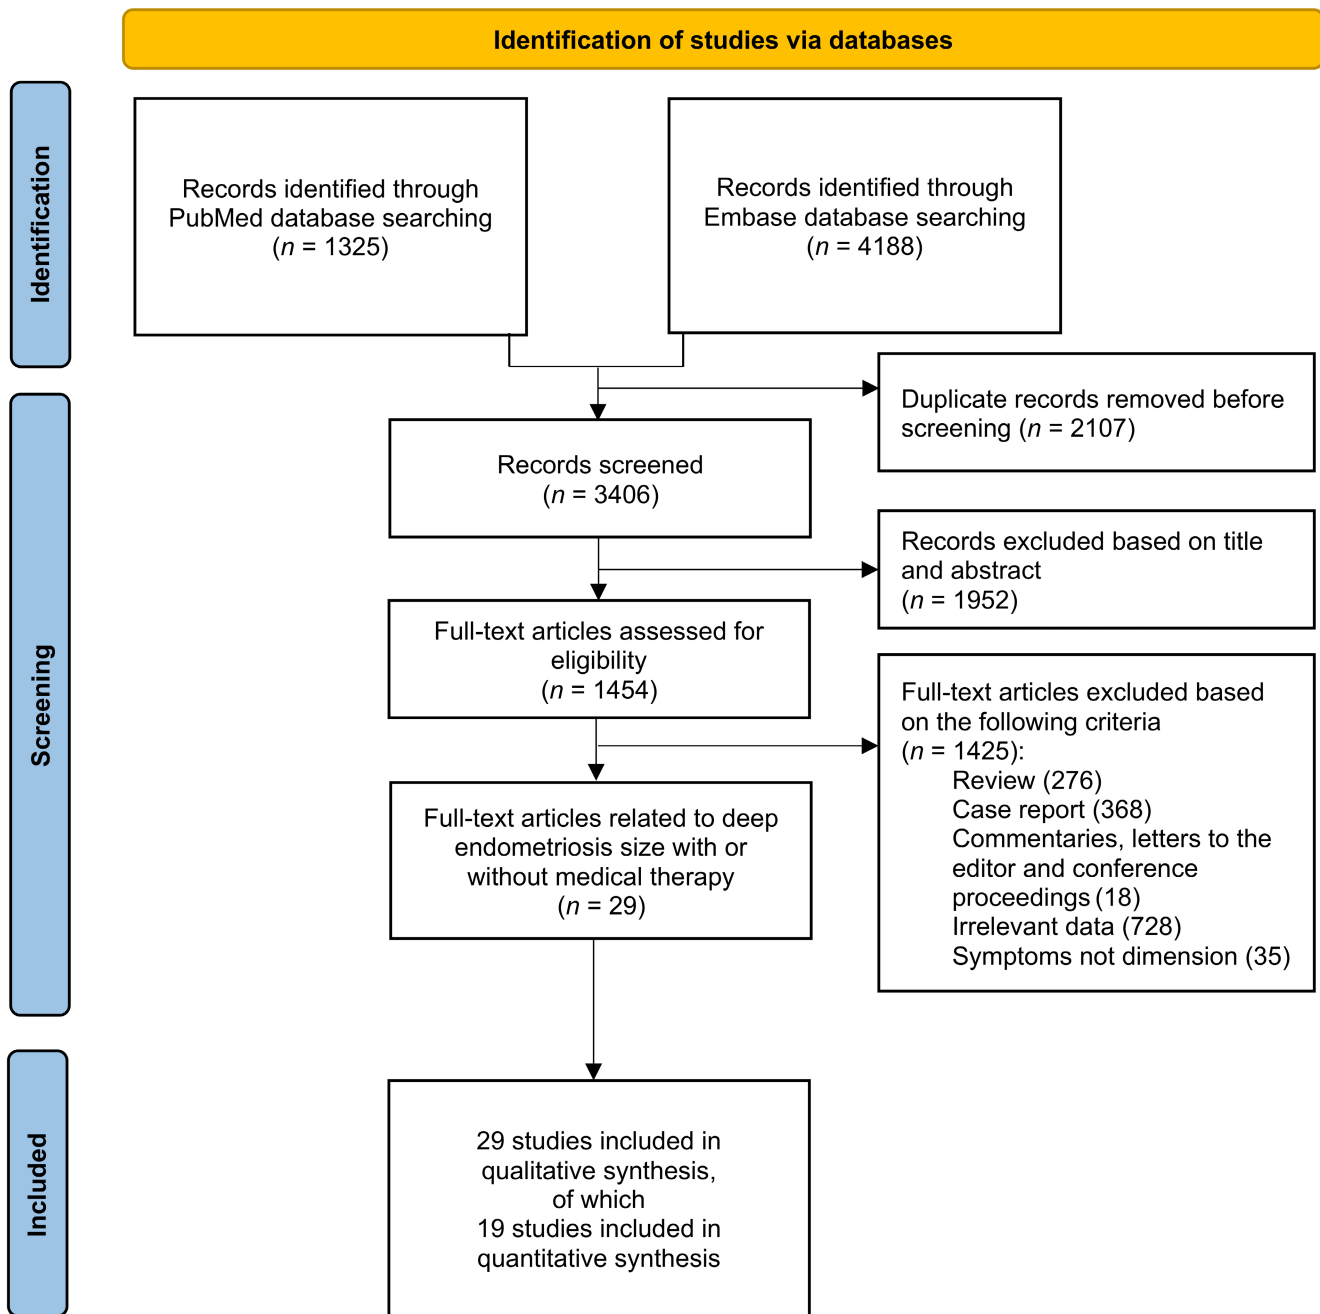 Identification of studies via databases
Identification
Records identified through
PubMed database searching
(n = 1325)
Records identified through
Embase database searching
(n = 4188)
Duplicate records removed before
screening (n = 2107)
Screening
Records screened
(n = 3406)
Records excluded based on title
and abstract
(n = 1952)
Full-text articles assessed for
eligibility
(n = 1454)
Full-text articles excluded based
on the following criteria
(n = 1425):
Review (276)
Case report (368)
Commentaries, letters to the
editor and conference
proceedings (18)
Irrelevant data (728)
Symptoms not dimension (35)
Full-text articles related to deep
endometriosis size with or
without medical therapy
(n = 29)
Included
29 studies included in
qualitative synthesis,
of which
19 studies included in
quantitative synthesis